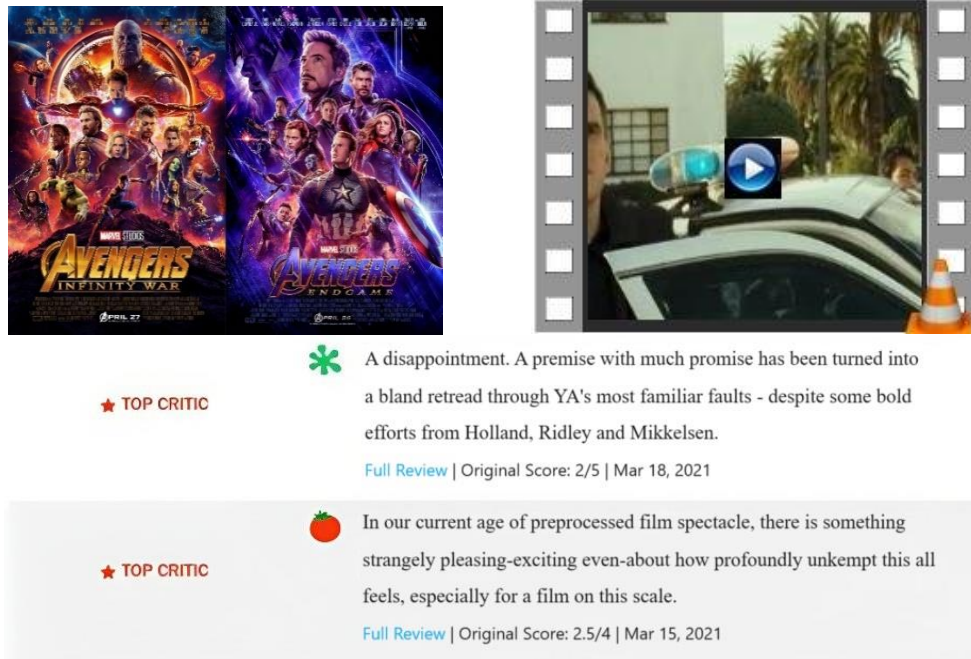 MARVEL STUDIOS
AVENGERS
INFINITY WAR
APRIL 27
MARVEL STUDIOS
AVENGERS
ENDGAME
APRIL 26
TOP CRITIC
A disappointment. A premise with much promise has been turned into
a bland retread through YA's most familiar faults - despite some bold
efforts from Holland, Ridley and Mikkelsen.
Full Review | Original Score: 2/5 | Mar 18, 2021
TOP CRITIC
In our current age of preprocessed film spectacle, there is something
strangely pleasing-exciting even-about how profoundly unkempt this all
feels, especially for a film on this scale.
Full Review | Original Score: 2.5/4 | Mar 15, 2021